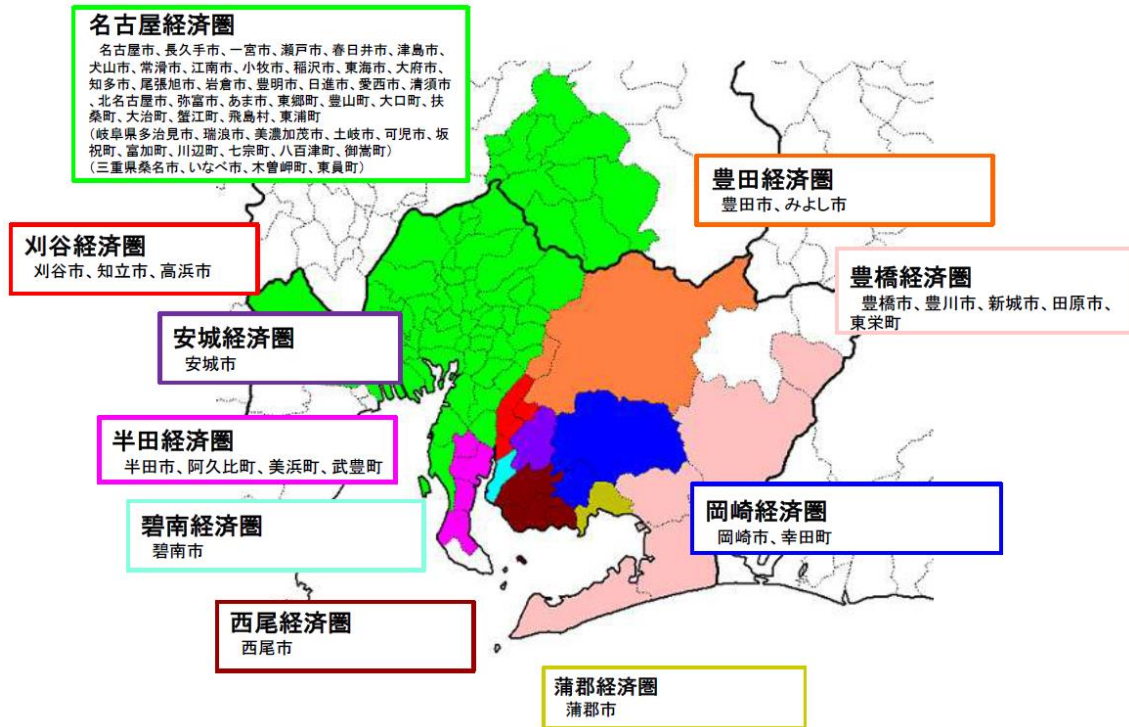 名古屋経済圏
名古屋市、長久手市、一宮市、瀬戸市、春日井市、津島市、
犬山市、常滑市、江南市、小牧市、稲沢市、東海市、大府市、
知多市、尾張旭市、岩倉市、豊明市、日進市、愛西市、清須市
、北名古屋市、弥富市、あま市、東郷町、豊山町、大口町、扶
桑町、大治町、蟹江町、飛島村、東浦町
（岐阜県多治見市、瑞浪市、美濃加茂市、土岐市、可児市、坂
祝町、富加町、川辺町、七宗町、八百津町、御嵩町）
（三重県桑名市、いなべ市、木曽岬町、東員町）
豊田経済圏
豊田市、みよし市
刈谷経済圏
刈谷市、知立市、高浜市
豊橋経済圏
豊橋市、豊川市、新城市、田原市、
東栄町
安城経済圏
安城市
半田経済圏
半田市、阿久比町、美浜町、武豊町
岡崎経済圏
岡崎市、幸田町
碧南経済圏
碧南市
西尾経済圏
西尾市
蒲郡経済圏
蒲郡市